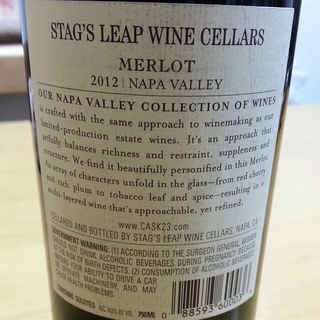 STAG'S LEAP WINE CELLARS
MERLOT
2012 | NAPA VALLEY
OUR NAPA VALLEY COLLECTION OF WINES
is crafted with the same approach to winemaking as our
limited-production estate wines. It's an approach that
artfully balances richness and restraint, suppleness and
structure. We find it beautifully personified in this Merlot.
An array of characters unfold in the glass—from red cherry
and rich plum to tobacco leaf and spice—resulting in a
multi-layered wine that's approachable, yet refined.
www.CASK23.com
CELLARED AND BOTTLED BY STAG'S LEAP WINE CELLARS, NAPA, CA
GOVERNMENT WARNING: (1) ACCORDING TO THE SURGEON GENERAL, WOMEN
SHOULD NOT DRINK ALCOHOLIC BEVERAGES DURING PREGNANCY BECAUSE
OF THE RISK OF BIRTH DEFECTS. (2) CONSUMPTION OF ALCOHOLIC BEVERAGES
IMPAIRS YOUR ABILITY TO DRIVE A CAR
OR OPERATE MACHINERY, AND MAY
CAUSE HEALTH PROBLEMS.
CONTAINS SULFITES ALC BY VOL 750ML
0 88593 60003